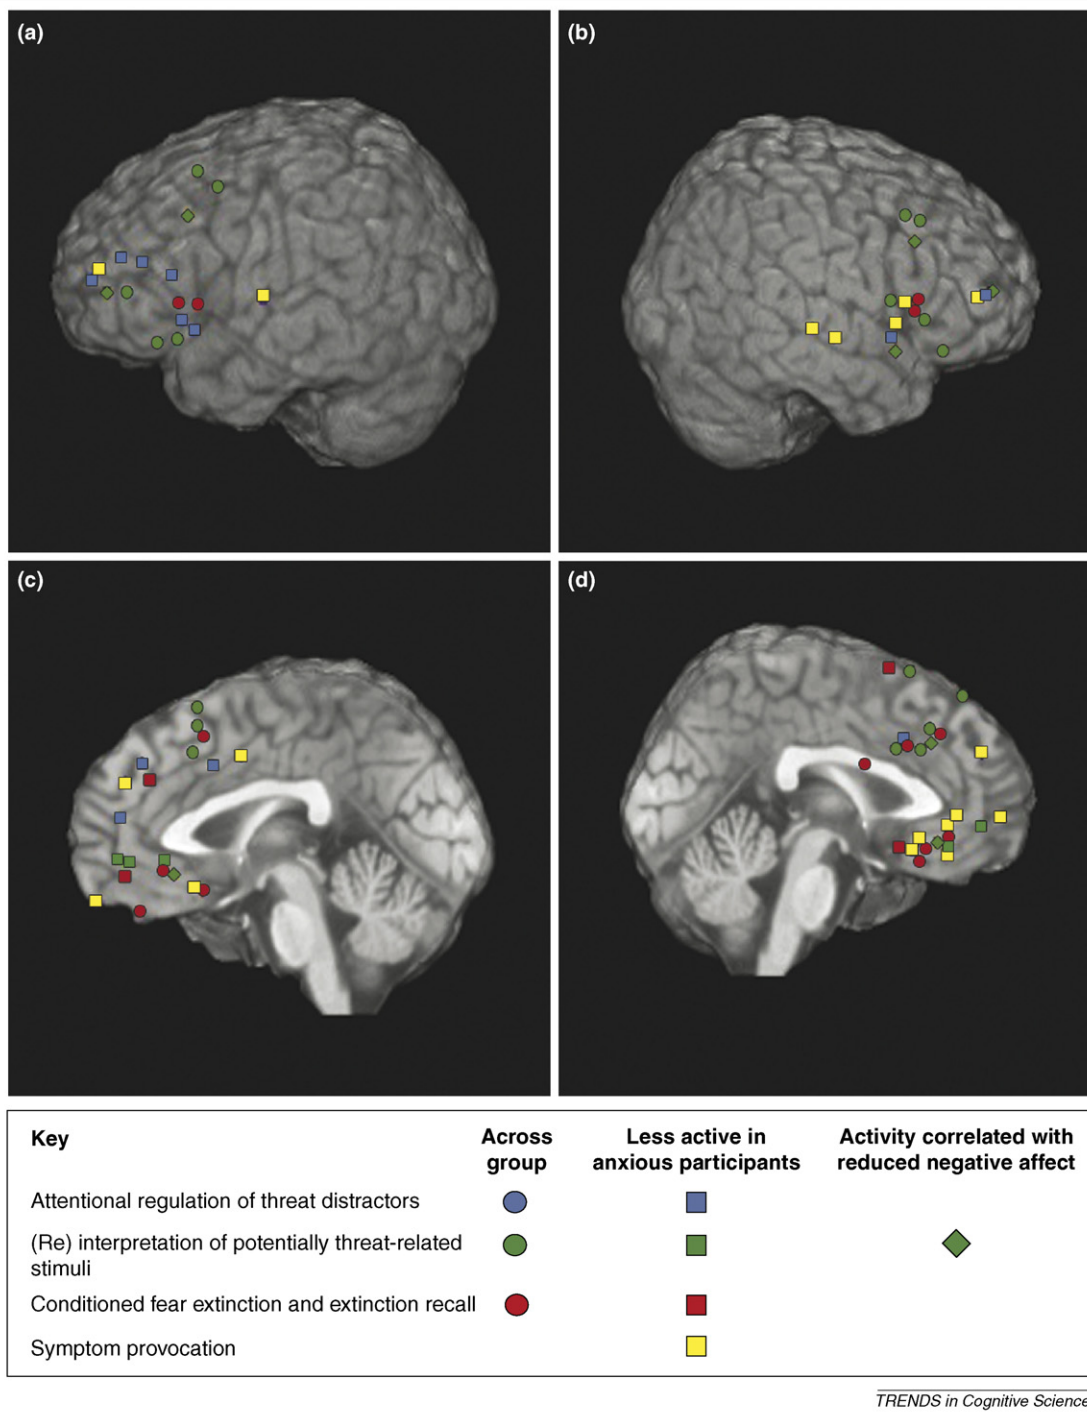 (a)
(b)
(c)
(d)
Key
Across
group
Less active in
anxious participants
Activity correlated with
reduced negative affect
Attentional regulation of threat distractors
(Re) interpretation of potentially threat-related
stimuli
Conditioned fear extinction and extinction recall
Symptom provocation
TRENDS in Cognitive Science